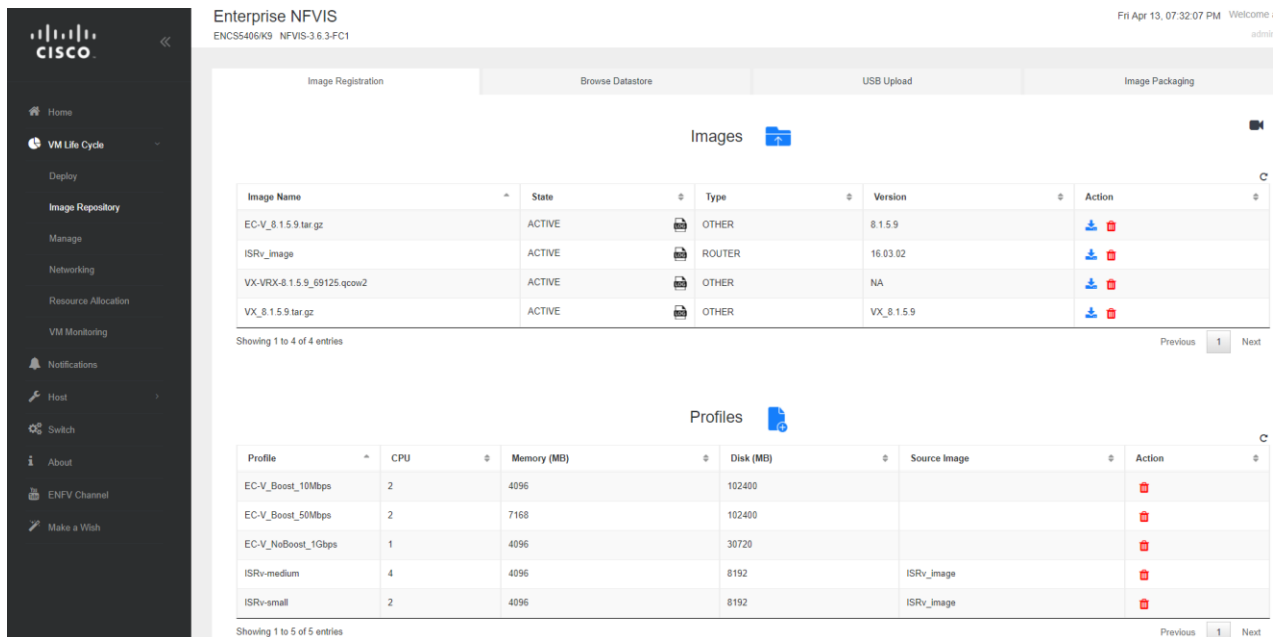 CISCO
Enterprise NFVIS
ENCS5406/K9 NFVIS-3.6.3-FC1
Fri Apr 13, 07:32:07 PM Welcome
admin
Home
VM Life Cycle
Deploy
Image Repository
Manage
Networking
Resource Allocation
VM Monitoring
Notifications
Host
Switch
About
ENFV Channel
Make a Wish
Image Registration Browse Datastore USB Upload Image Packaging
Images
Image Name State Type Version Action
EC-V_8.1.5.9.tar.gz ACTIVE LOG OTHER 8.1.5.9
ISRv_image ACTIVE LOG ROUTER 16.03.02
VX-VRX-8.1.5.9_69125.qcow2 ACTIVE LOG OTHER NA
VX_8.1.5.9.tar.gz ACTIVE LOG OTHER VX_8.1.5.9
Showing 1 to 4 of 4 entries Previous 1 Next
Profiles
Profile CPU Memory (MB) Disk (MB) Source Image Action
EC-V_Boost_10Mbps 2 4096 102400
EC-V_Boost_50Mbps 2 7168 102400
EC-V_NoBoost_1Gbps 1 4096 30720
ISRv-medium 4 4096 8192 ISRv_image
ISRv-small 2 4096 8192 ISRv_image
Showing 1 to 5 of 5 entries Previous 1 Next